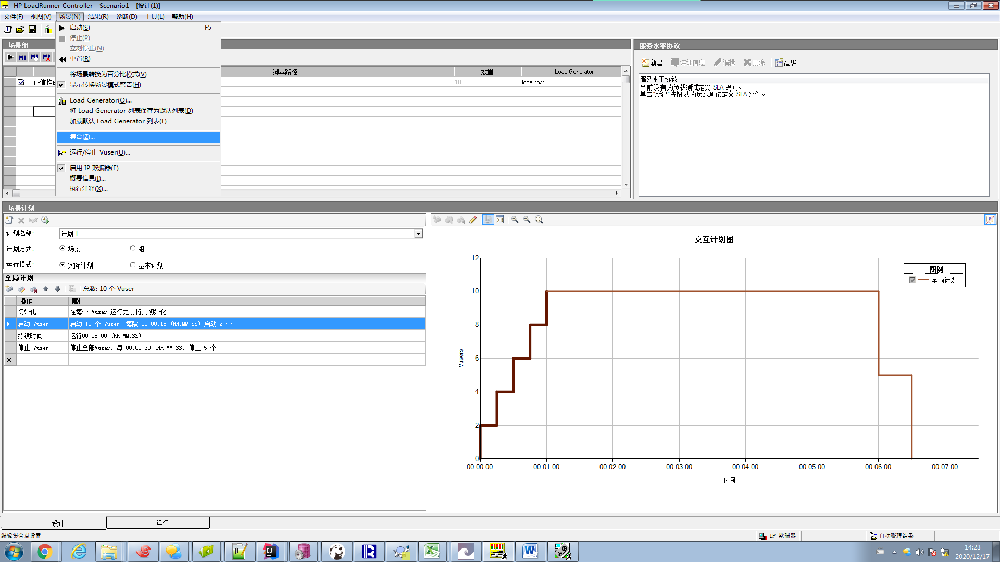 HP LoadRunner Controller - Scenario1 - [设计(1)]
文件(F) 视图(V) 场景(N) 结果(R) 诊断(D) 工具(L) 帮助(H)
启动(S) F5
停止(P)
立刻停止(N)
重置(R)
将场景转换为百分比模式(V)
显示转换场景模式警告(H)
Load Generator(O)...
将 Load Generator 列表保存为默认列表(D)
加载默认 Load Generator 列表(L)
集合(Z)...
运行/停止 Vuser(U)...
启用 IP 欺骗器(E)
概要信息(I)...
执行注释(X)...
场景组
脚本路径 数量 Load Generator
征信推送 10 localhost
服务水平协议
新建 详细信息 编辑 删除 高级
服务水平协议
当前没有为负载测试定义 SLA 规则。
单击"新建"按钮以为负载测试定义 SLA 条件。
场景计划
计划名称: 计划 1
计划方式: 场景 组
运行模式: 实际计划 基本计划
全局计划
总数: 10 个 Vuser
操作 属性
初始化 在每个 Vuser 运行之前将其初始化
启动 Vuser 启动 10 个 Vuser: 每隔 00:00:15 (HH:MM:SS) 启动 2 个
持续时间 运行00:05:00 (HH:MM:SS)
停止 Vuser 停止全部Vuser: 每 00:00:30 (HH:MM:SS) 停止 5 个
交互计划图
图例
全局计划
12
10
8
6
4
2
0
Vusers
00:00:00 00:01:00 00:02:00 00:03:00 00:04:00 00:05:00 00:06:00 00:07:00
时间
设计 运行
编辑集合点设置 IP 欺骗器 自动整理结果
14:23
2020/12/17